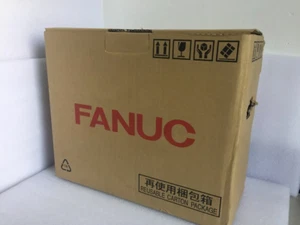 FANUC
再使用梱包箱
REUSABLE CARTON PACKAGE